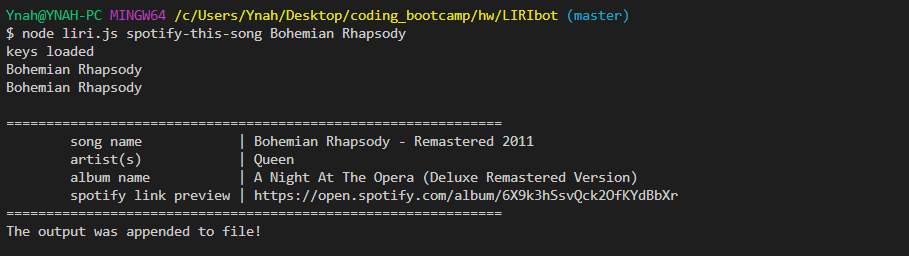 Ynah@YNAH-PC MINGW64 /c/Users/Ynah/Desktop/coding_bootcamp/hw/LIRIbot (master)
$ node liri.js spotify-this-song Bohemian Rhapsody
keys loaded
Bohemian Rhapsody
Bohemian Rhapsody
==============================================================
song name | Bohemian Rhapsody - Remastered 2011
artist(s) | Queen
album name | A Night At The Opera (Deluxe Remastered Version)
spotify link preview | https://open.spotify.com/album/6X9k3hSsvQck2OfKYdBbXr
==============================================================
The output was appended to file!